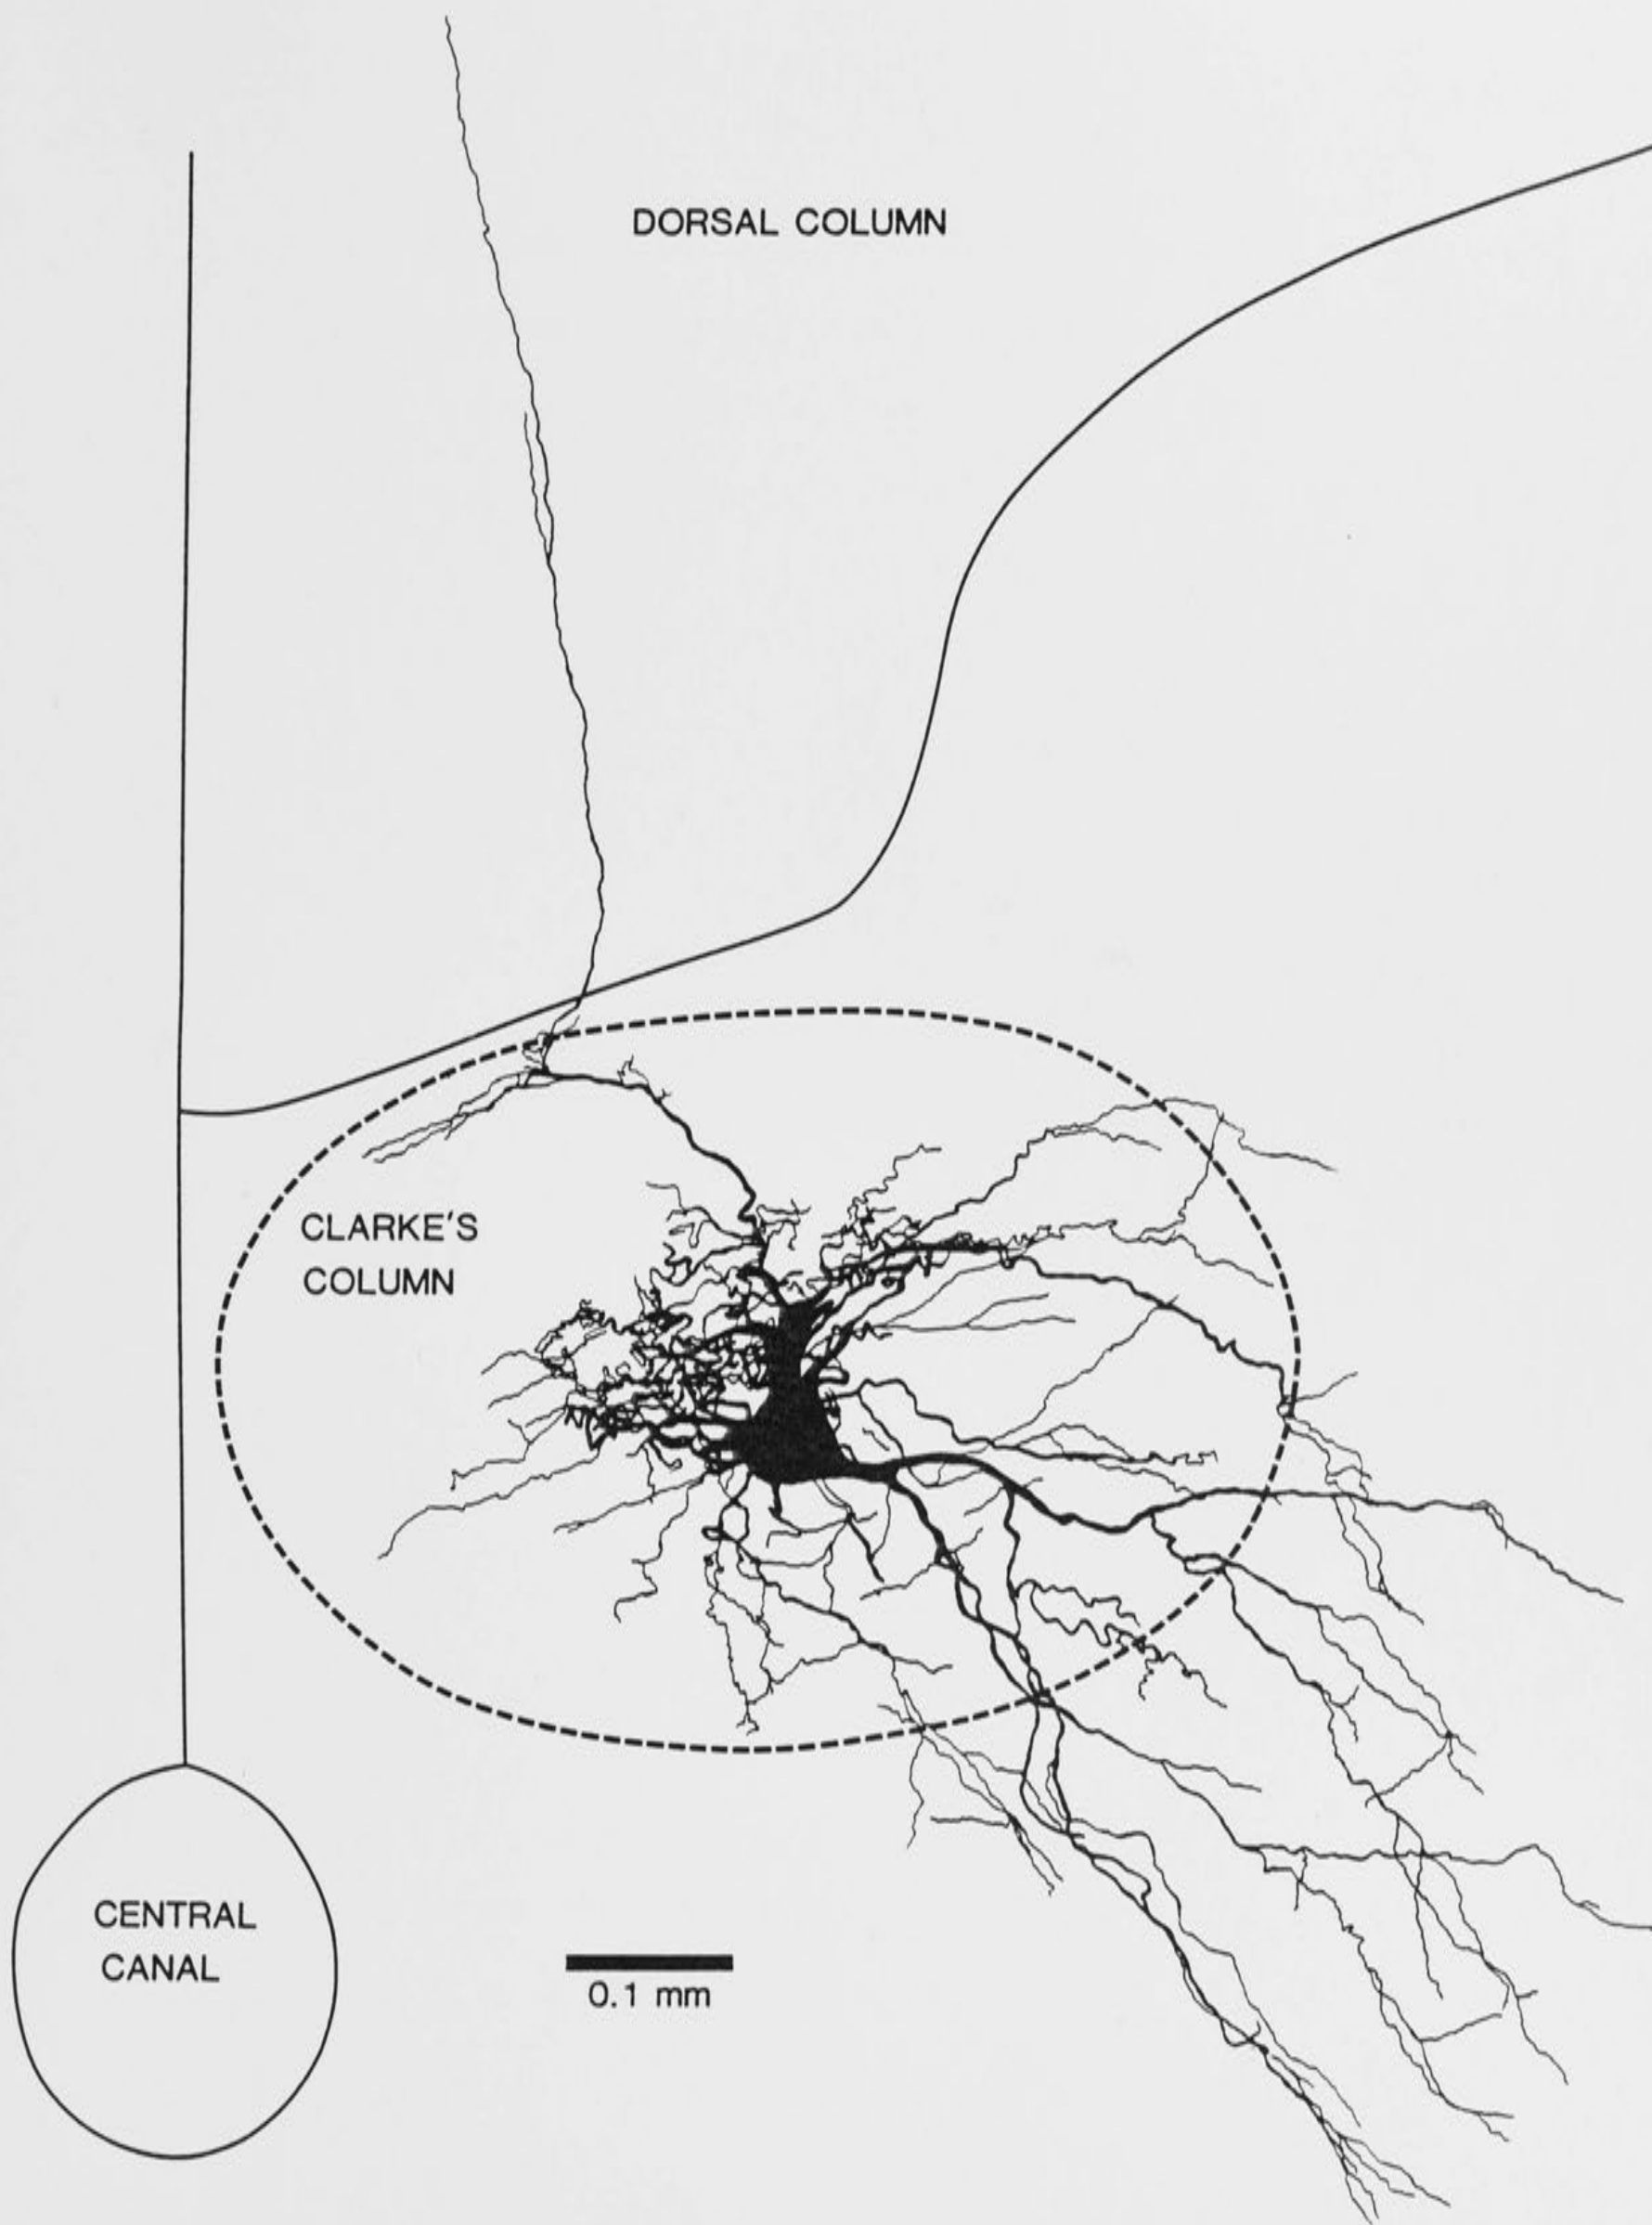 DORSAL COLUMN
CLARKE'S
COLUMN
CENTRAL
CANAL
0.1 mm